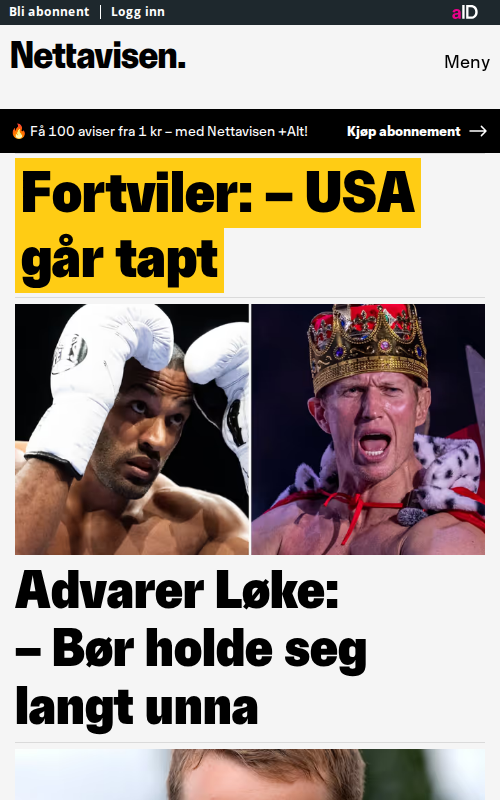 Bli abonnent
Logg inn
aID
Nettavisen.
Meny
🔥 Få 100 aviser fra 1 kr – med Nettavisen +Alt!
Kjøp abonnement →
Fortviler: – USA
går tapt
Advarer Løke:
– Bør holde seg
langt unna